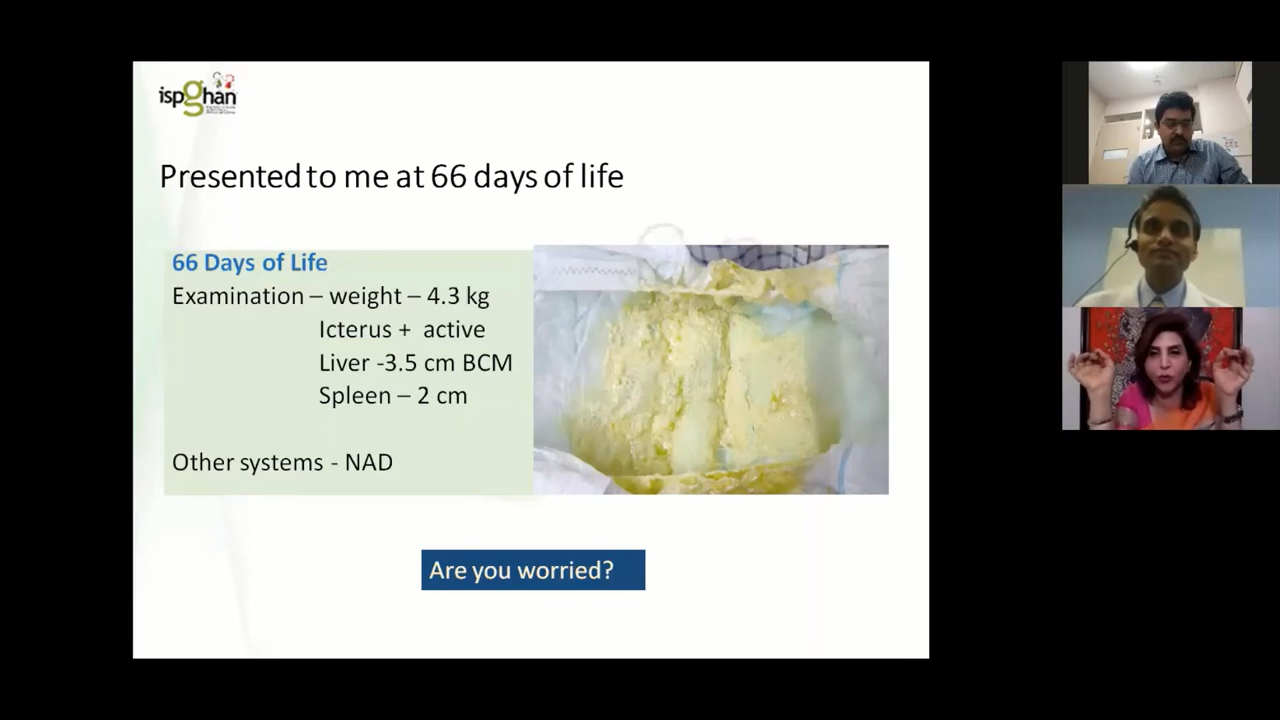 ispghan
Presented to me at 66 days of life
66 Days of Life
Examination – weight – 4.3 kg
Icterus + active
Liver -3.5 cm BCM
Spleen – 2 cm
Other systems - NAD
Are you worried?